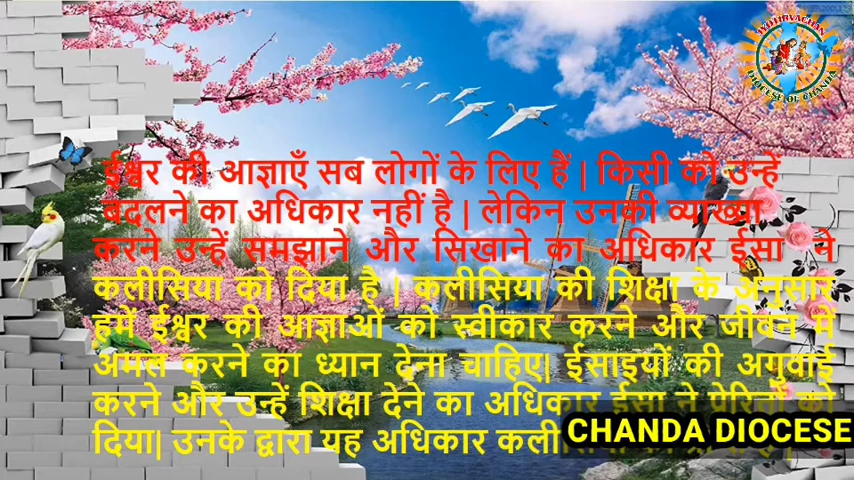 JYOTHIRVACHAN
DIOCESE OF CHANDA
ईश्वर की आज्ञाएँ सब लोगों के लिए हैं | किसी को उन्हें
बदलने का अधिकार नहीं है | लेकिन उनकी व्याख्या
करने उन्हें समझाने और सिखाने का अधिकार ईसा ने
कलीसिया को दिया है | कलीसिया की शिक्षा के अनुसार
हमें ईश्वर की आज्ञाओं को स्वीकार करने और जीवन में
अमल करने का ध्यान देना चाहिए| ईसाइयों की अगुवाई
करने और उन्हें शिक्षा देने का अधिकार ईसा ने प्रेरितों को
दिया| उनके द्वारा यह अधिकार
CHANDA DIOCESE